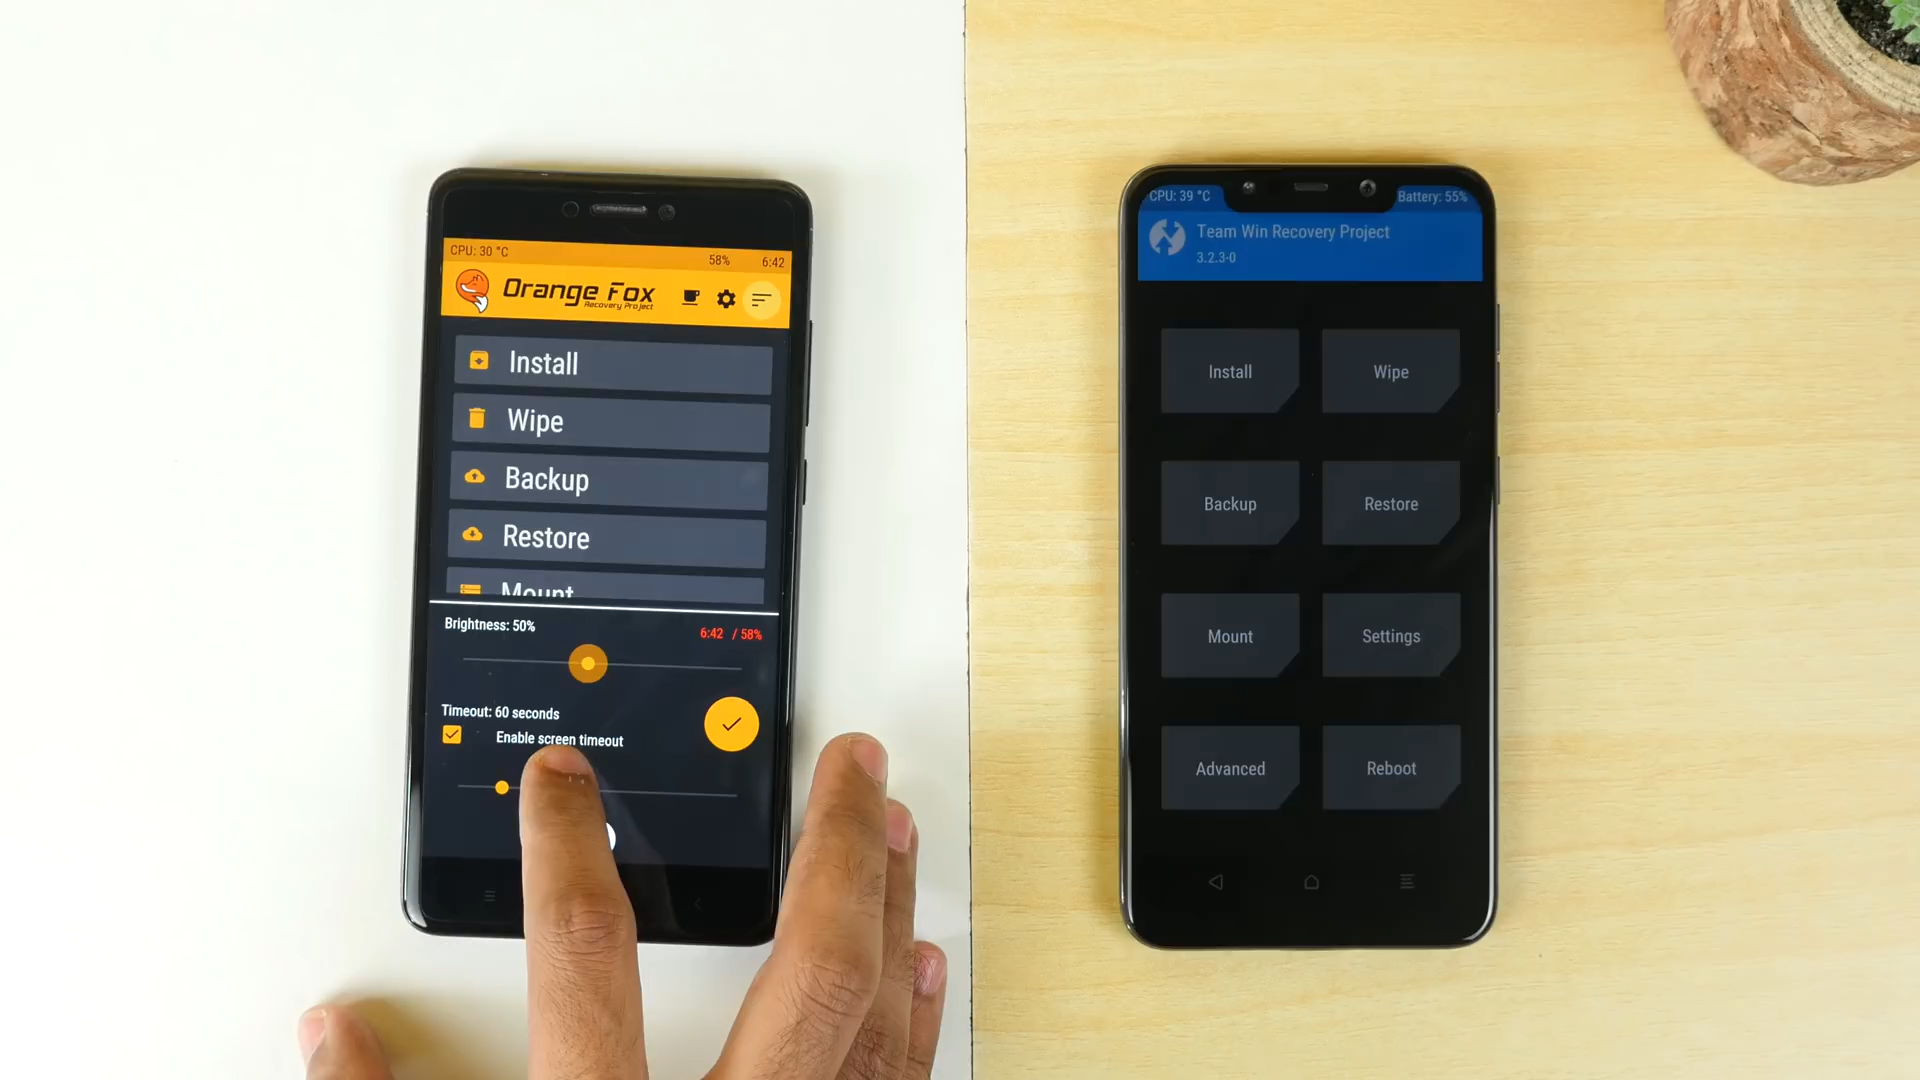 CPU: 30 °C 58% 6:42
Orange Fox
Recovery Project
Install
Wipe
Backup
Restore
Mount
Brightness: 50% 6:42 / 58%
Timeout: 60 seconds
Enable screen timeout
CPU: 39 °C Battery: 55%
Team Win Recovery Project
3.2.3-0
Install Wipe
Backup Restore
Mount Settings
Advanced Reboot